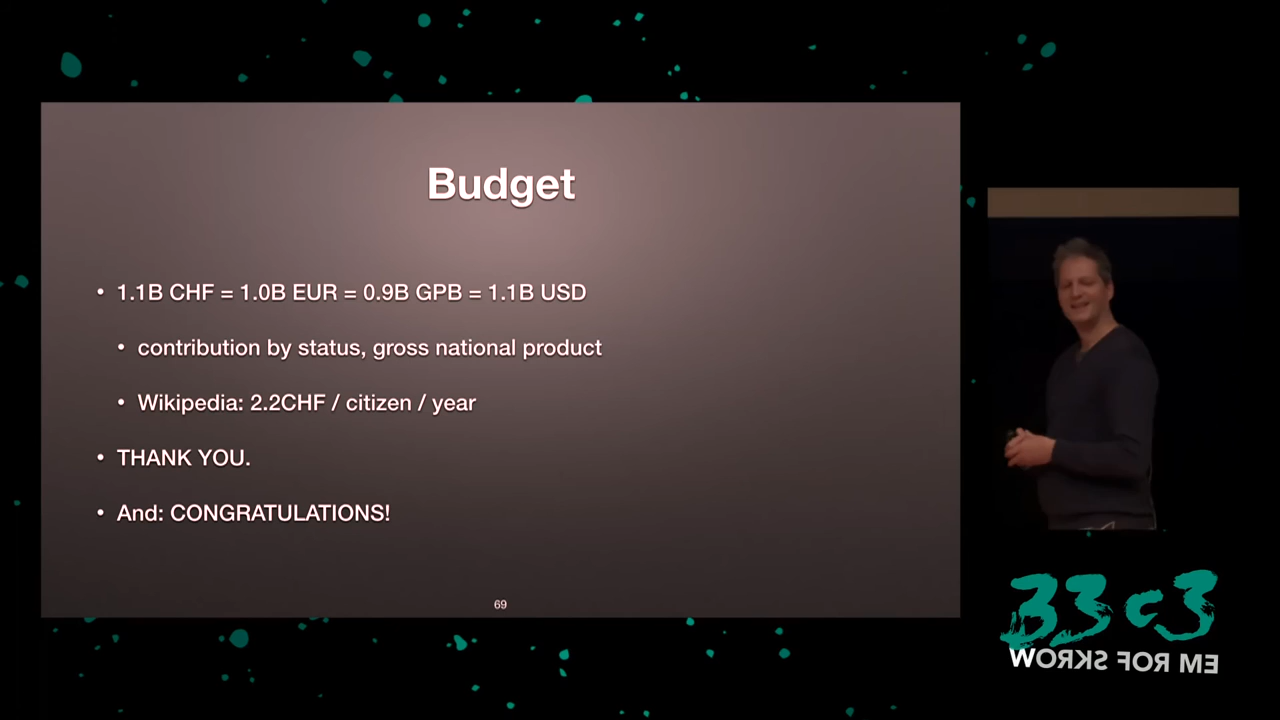 Budget
• 1.1B CHF = 1.0B EUR = 0.9B GPB = 1.1B USD
• contribution by status, gross national product
• Wikipedia: 2.2CHF / citizen / year
• THANK YOU.
• And: CONGRATULATIONS!
69
33c3
WORKS FOR ME